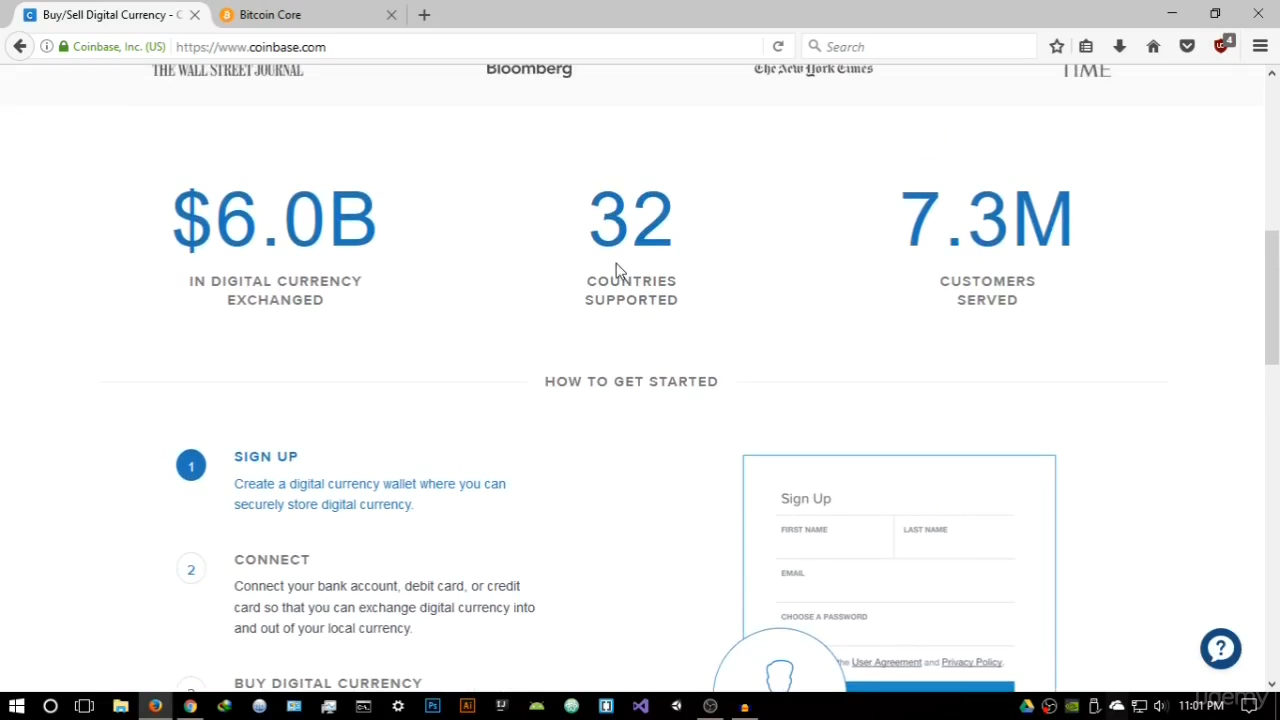 Buy/Sell Digital Currency - C
Bitcoin Core
Coinbase, Inc. (US)
https://www.coinbase.com
Search
4
THE WALL STREET JOURNAL
Bloomberg
The New York Times
TIME
$6.0B
IN DIGITAL CURRENCY
EXCHANGED
32
COUNTRIES
SUPPORTED
7.3M
CUSTOMERS
SERVED
HOW TO GET STARTED
1
SIGN UP
Create a digital currency wallet where you can
securely store digital currency.
2
CONNECT
Connect your bank account, debit card, or credit
card so that you can exchange digital currency into
and out of your local currency.
BUY DIGITAL CURRENCY
Sign Up
FIRST NAME
LAST NAME
EMAIL
CHOOSE A PASSWORD
the User Agreement and Privacy Policy.
?
Ps
Ai
11:01 PM
udemy